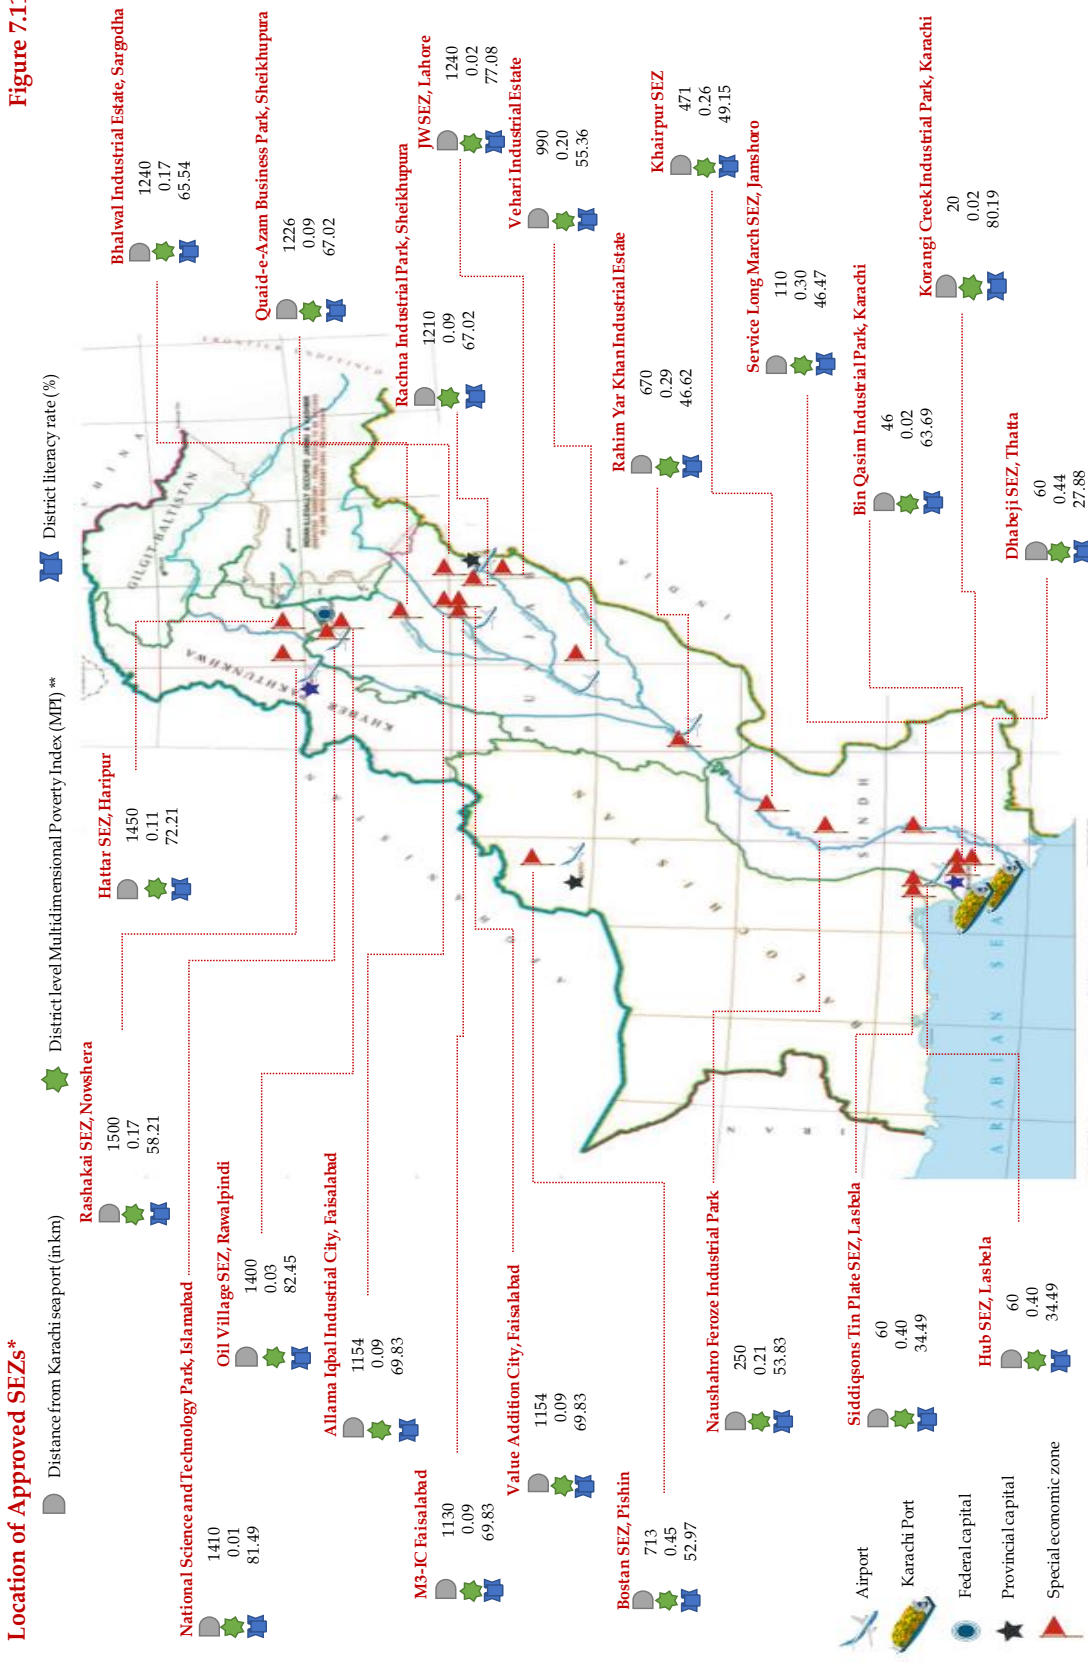 Figure 7.11
Location of Approved SEZs*
Distance from Karachi seaport (in km)
District level Multidimensional Poverty Index (MPI) **
District literacy rate (%)
Rashakai SEZ, Nowshera
1500
0.17
58.21
Hattar SEZ, Haripur
1450
0.11
72.21
Bhalwal Industrial Estate, Sargodha
1240
0.17
65.54
National Science and Technology Park, Islamabad
1410
0.01
81.49
Oil Village SEZ, Rawalpindi
1400
0.03
82.45
Quaid-e-Azam Business Park, Sheikhupura
1226
0.09
67.02
Allama Iqbal Industrial City, Faisalabad
1154
0.09
69.83
Rachna Industrial Park, Sheikhupura
1210
0.09
67.02
JW SEZ, Lahore
1240
0.02
77.08
M3-IC Faisalabad
1130
0.09
69.83
Value Addition City, Faisalabad
1154
0.09
69.83
Vehari Industrial Estate
990
0.20
55.36
Bostan SEZ, Pishin
713
0.45
52.97
Rahim Yar Khan Industrial Estate
670
0.29
46.62
Khairpur SEZ
471
0.26
49.15
Naushahro Feroze Industrial Park
250
0.21
53.83
Service Long March SEZ, Jamshoro
110
0.30
46.47
Siddiqsons Tin Plate SEZ, Lasbela
60
0.40
34.49
Bin Qasim Industrial Park, Karachi
46
0.02
63.69
Korangi Creek Industrial Park, Karachi
20
0.02
80.19
Hub SEZ, Lasbela
60
0.40
34.49
Dhabeji SEZ, Thatta
60
0.44
27.88
Airport
Karachi Port
Federal capital
Provincial capital
Special economic zone
CHINA
GILGIT-BALTISTAN
FRONTIER UNDEFINED
KHYBER PAKHTUNKHWA
AFGHANISTAN
PUNJAB
INDIA
BALOCHISTAN
SINDH
IRAN
ARABIAN SEA